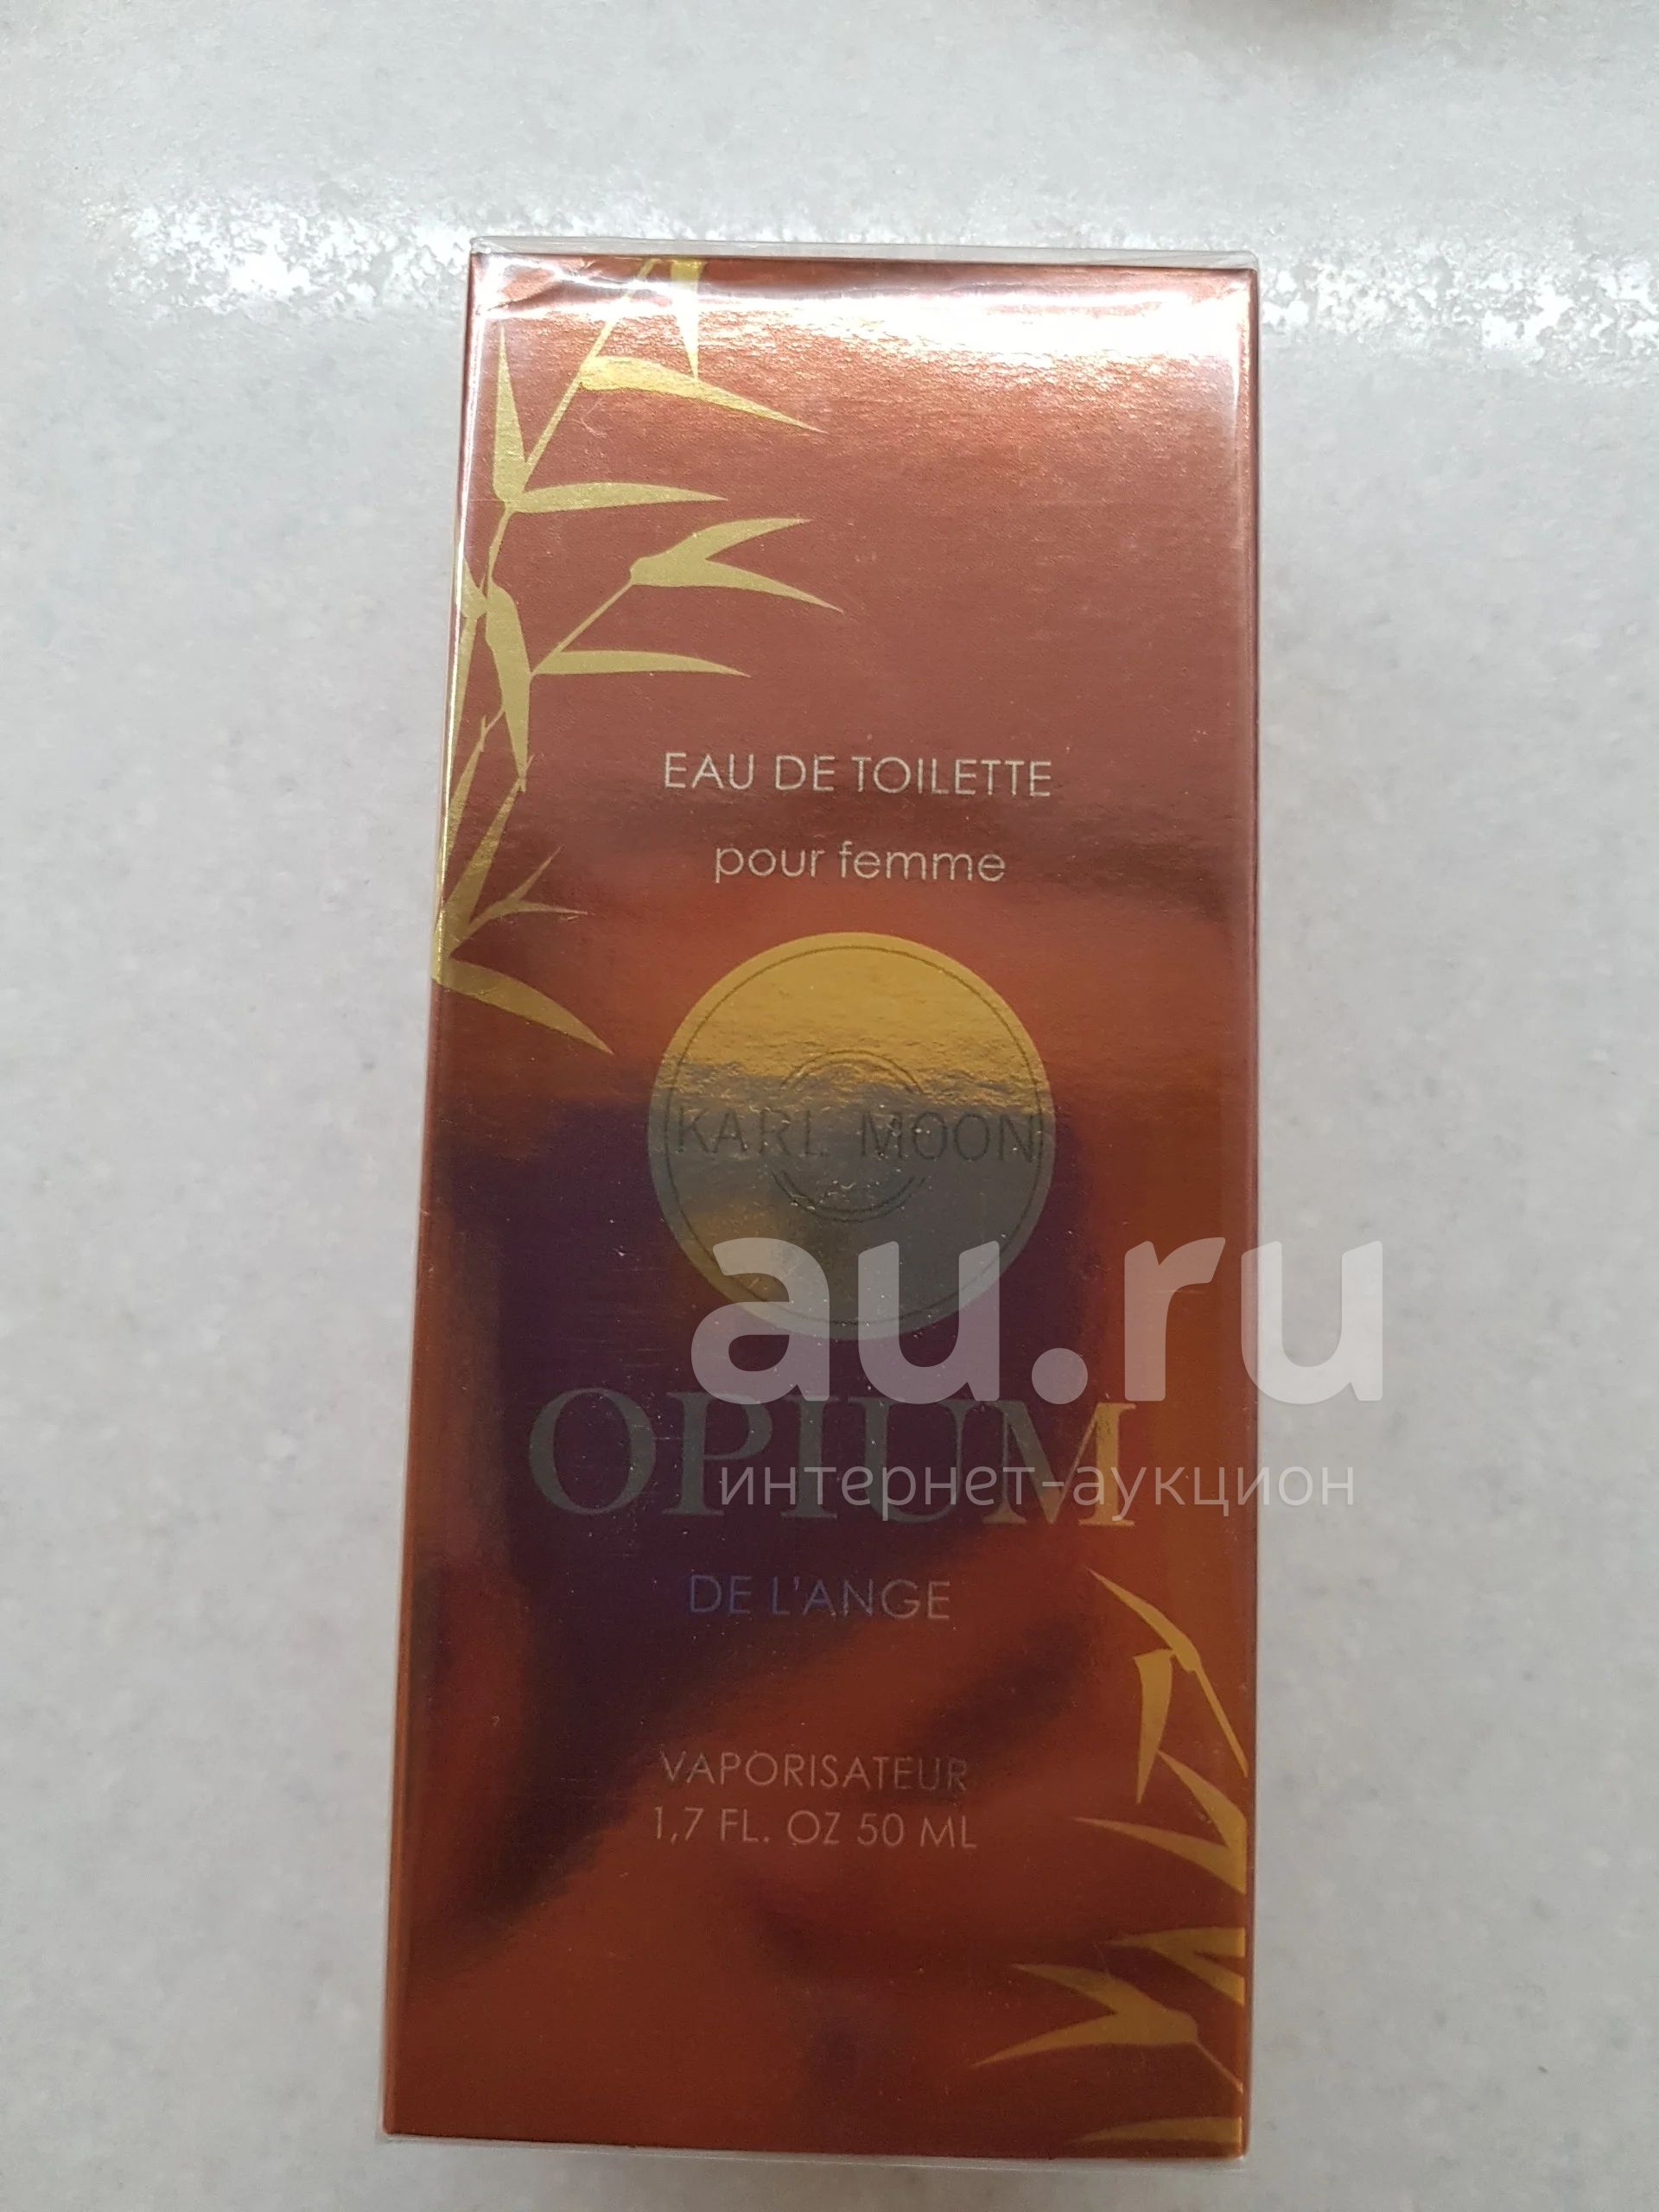 EAU DE TOILETTE
pour femme
KARL MOON
au.ru
OPIUM
интернет-аукцион
DE L'ANGE
VAPORISATEUR
1,7 FL. OZ 50 ML